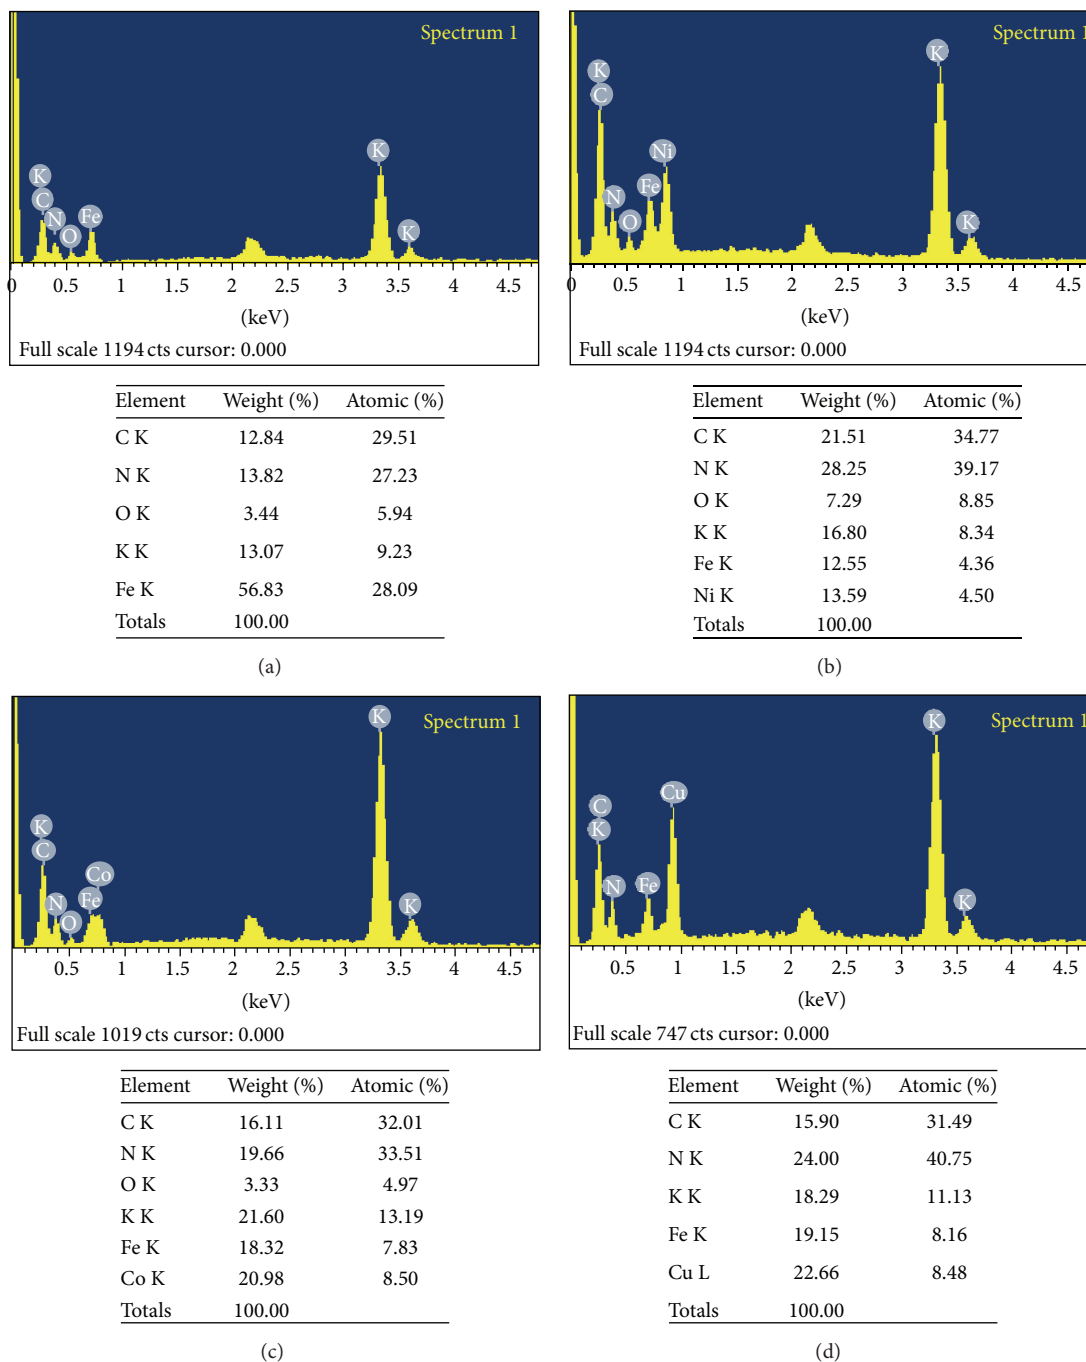 Spectrum 1
K
C
N
O
Fe
K
K
0 0.5 1 2 2.5 3 3.5 4 4.5
(keV)
Full scale 1194 cts cursor: 0.000
Element Weight (%) Atomic (%)
C K 12.84 29.51
N K 13.82 27.23
O K 3.44 5.94
K K 13.07 9.23
Fe K 56.83 28.09
Totals 100.00
(a)
Spectrum 1
K
C
N
O
Fe
Ni
K
K
0 0.5 1 1.5 2 2.5 3 3.5 4 4.5
(keV)
Full scale 1194 cts cursor: 0.000
Element Weight (%) Atomic (%)
C K 21.51 34.77
N K 28.25 39.17
O K 7.29 8.85
K K 16.80 8.34
Fe K 12.55 4.36
Ni K 13.59 4.50
Totals 100.00
(b)
Spectrum 1
K
C
N
O
Fe
Co
K
K
0.5 1 1.5 2 2.5 3 3.5 4 4.5
(keV)
Full scale 1019 cts cursor: 0.000
Element Weight (%) Atomic (%)
C K 16.11 32.01
N K 19.66 33.51
O K 3.33 4.97
K K 21.60 13.19
Fe K 18.32 7.83
Co K 20.98 8.50
Totals 100.00
(c)
Spectrum 1
C
K
N
Fe
Cu
K
K
0.5 1 1.5 2 2.5 3 3.5 4 4.5
(keV)
Full scale 747 cts cursor: 0.000
Element Weight (%) Atomic (%)
C K 15.90 31.49
N K 24.00 40.75
K K 18.29 11.13
Fe K 19.15 8.16
Cu L 22.66 8.48
Totals 100.00
(d)